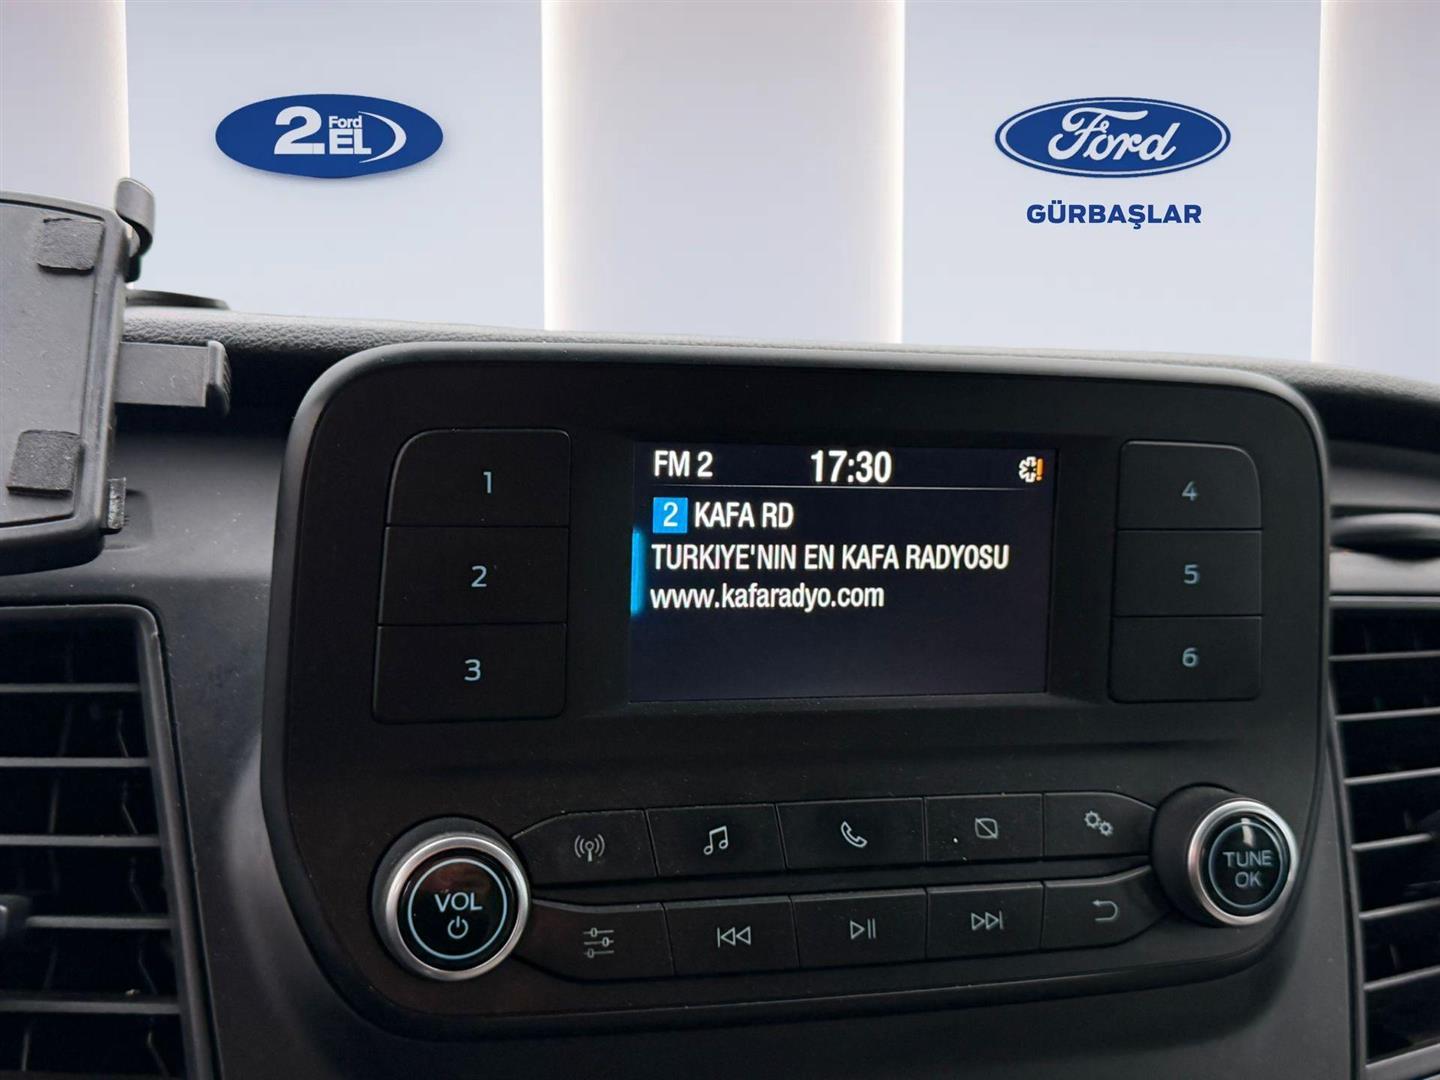 2 Ford EL
Ford
GÜRBAŞLAR
FM 2 17:30
2 KAFA RD
TURKIYE'NIN EN KAFA RADYOSU
www.kafaradyo.com
1
2
3
4
5
6
VOL
TUNE
OK